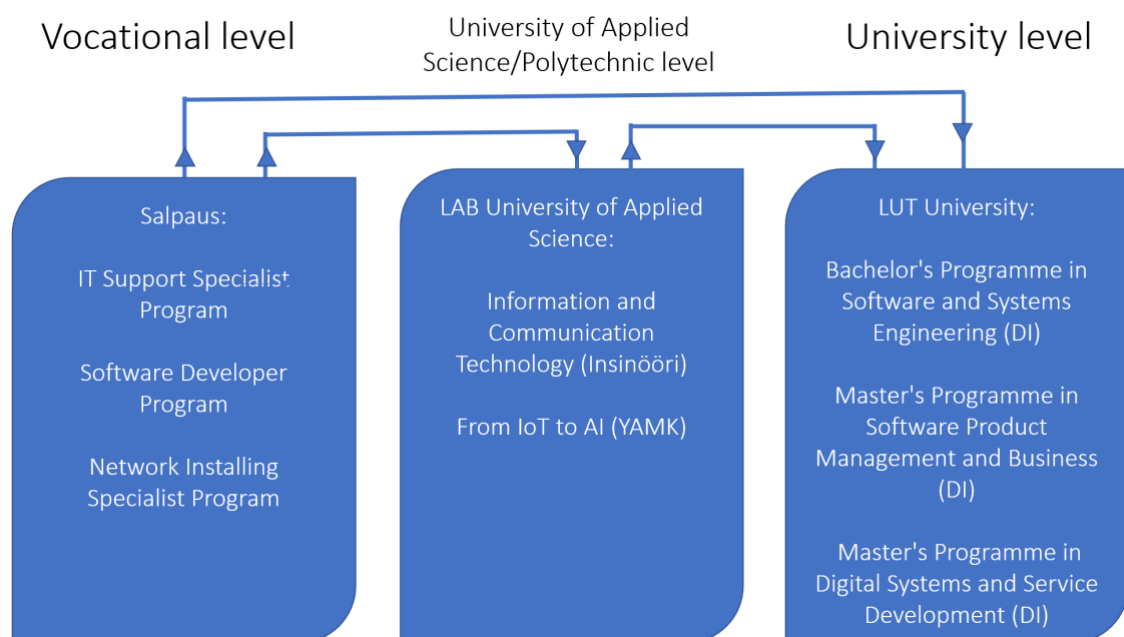 Vocational level
University of Applied
Science/Polytechnic level
University level
Salpaus:
IT Support Specialist
Program
Software Developer
Program
Network Installing
Specialist Program
LAB University of Applied
Science:
Information and
Communication
Technology (Insinööri)
From IoT to AI (YAMK)
LUT University:
Bachelor's Programme in
Software and Systems
Engineering (DI)
Master's Programme in
Software Product
Management and Business
(DI)
Master's Programme in
Digital Systems and Service
Development (DI)